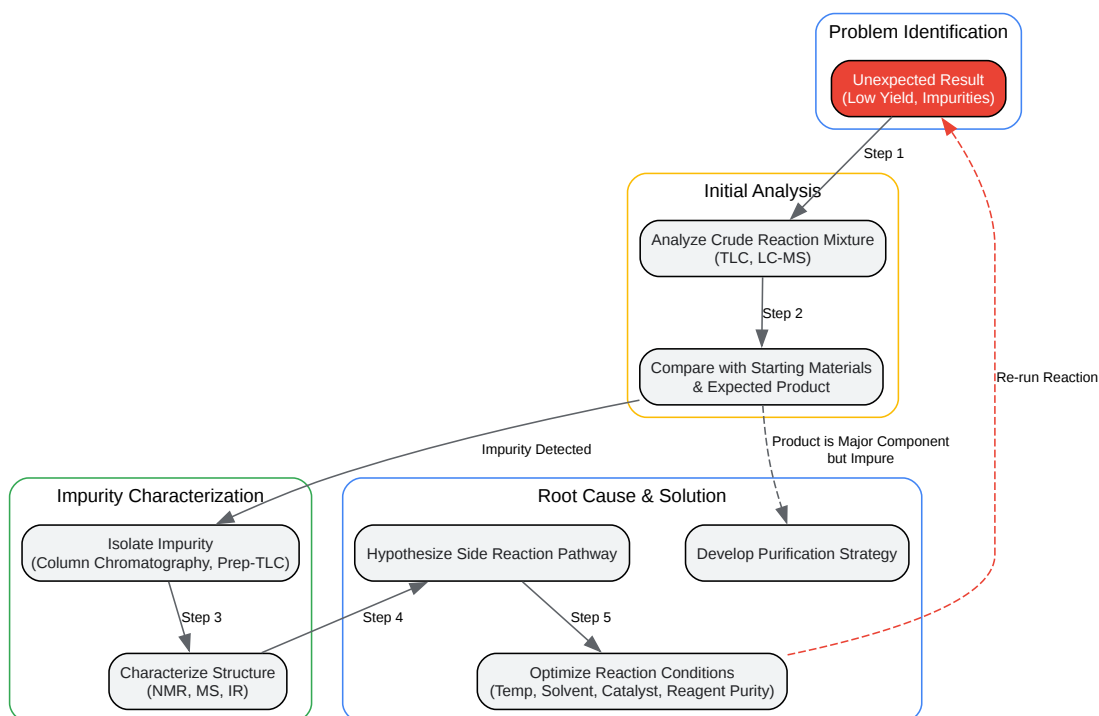 Problem Identification
Unexpected Result
(Low Yield, Impurities)
Step 1
Initial Analysis
Analyze Crude Reaction Mixture
(TLC, LC-MS)
Step 2
Compare with Starting Materials
& Expected Product
Re-run Reaction
Impurity Detected
Product is Major Component
but Impure
Impurity Characterization
Isolate Impurity
(Column Chromatography, Prep-TLC)
Step 3
Characterize Structure
(NMR, MS, IR)
Step 4
Root Cause & Solution
Hypothesize Side Reaction Pathway
Develop Purification Strategy
Step 5
Optimize Reaction Conditions
(Temp, Solvent, Catalyst, Reagent Purity)